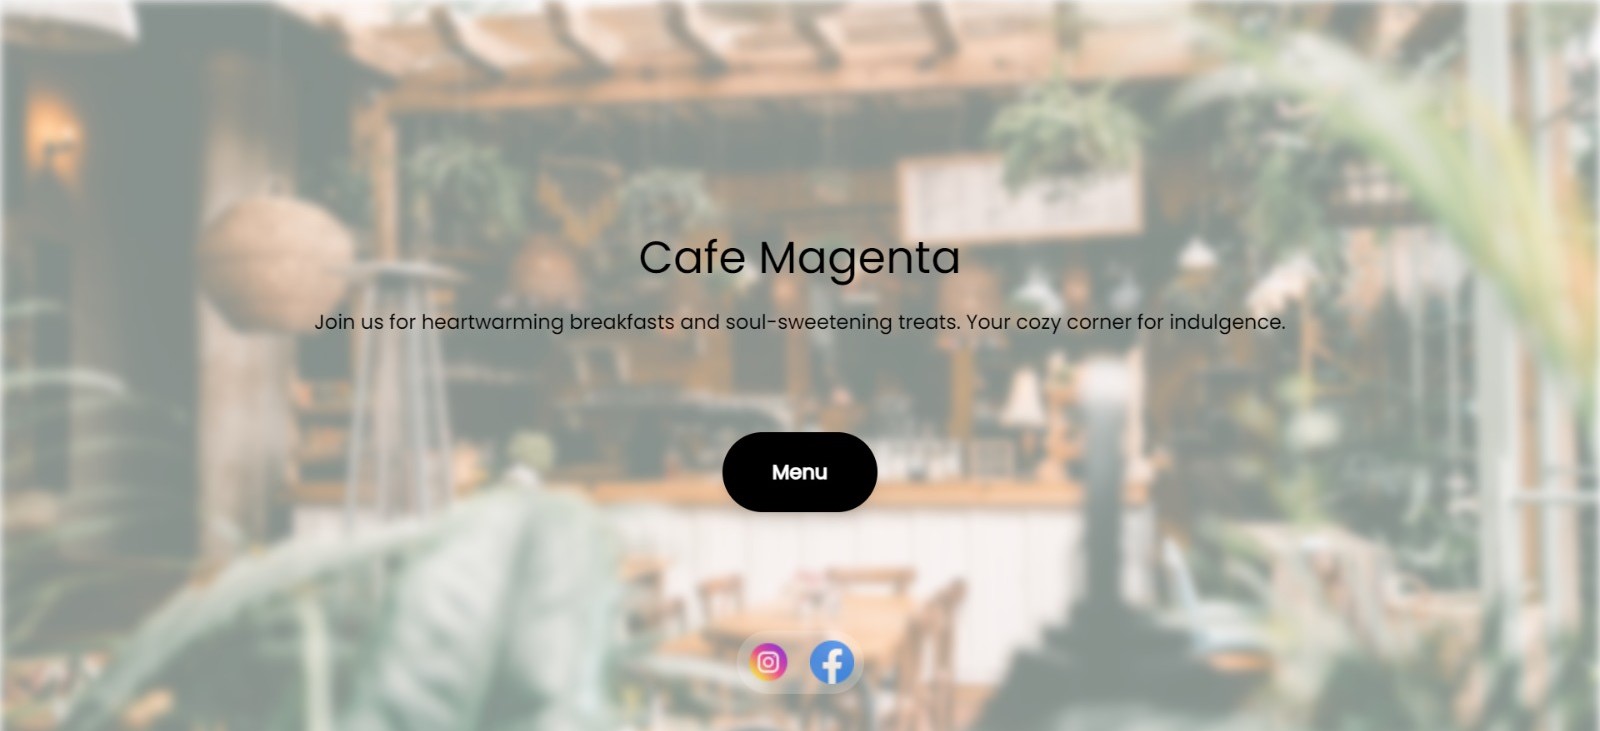 Cafe Magenta
Join us for heartwarming breakfasts and soul-sweetening treats. Your cozy corner for indulgence.
Menu